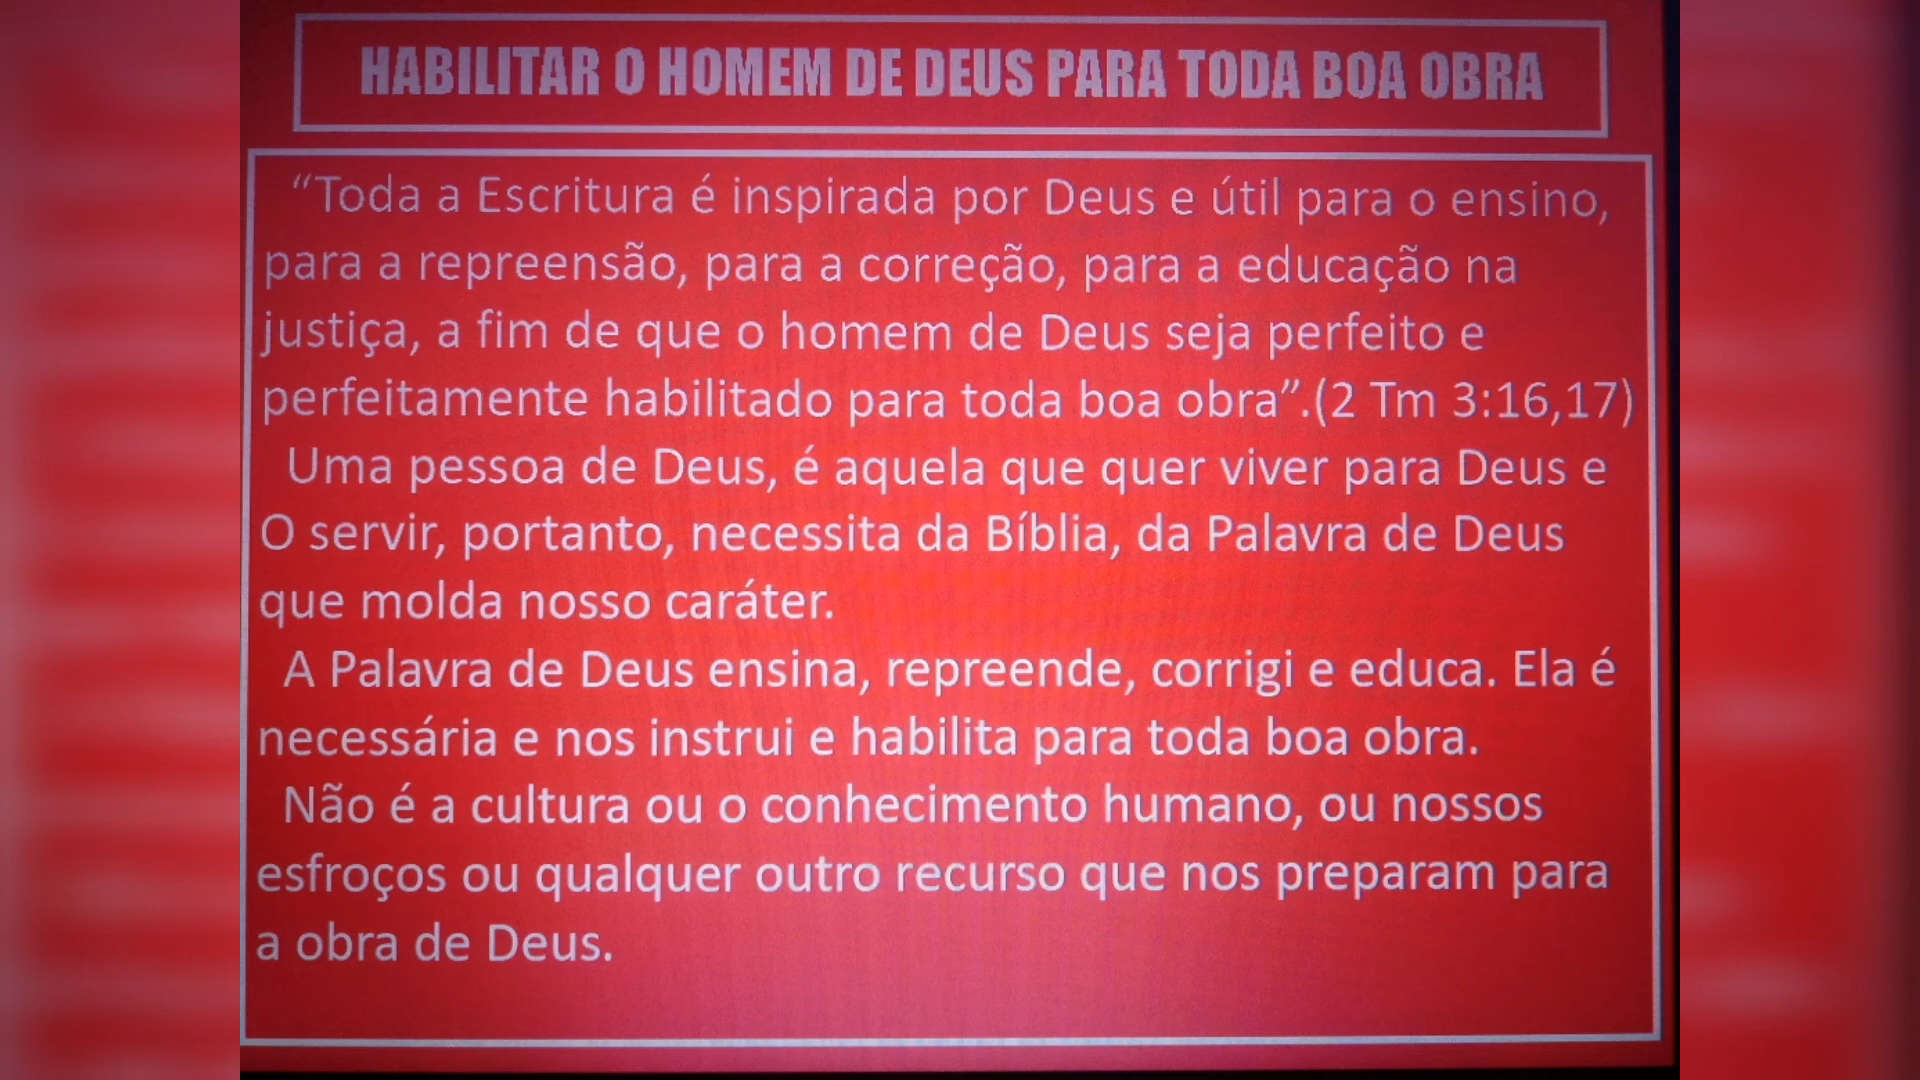 HABILITAR O HOMEM DE DEUS PARA TODA BOA OBRA
“Toda a Escritura é inspirada por Deus e útil para o ensino,
para a repreensão, para a correção, para a educação na
justiça, a fim de que o homem de Deus seja perfeito e
perfeitamente habilitado para toda boa obra”.(2 Tm 3:16,17)
Uma pessoa de Deus, é aquela que quer viver para Deus e
O servir, portanto, necessita da Bíblia, da Palavra de Deus
que molda nosso caráter.
A Palavra de Deus ensina, repreende, corrigi e educa. Ela é
necessária e nos instrui e habilita para toda boa obra.
Não é a cultura ou o conhecimento humano, ou nossos
esfroços ou qualquer outro recurso que nos preparam para
a obra de Deus.